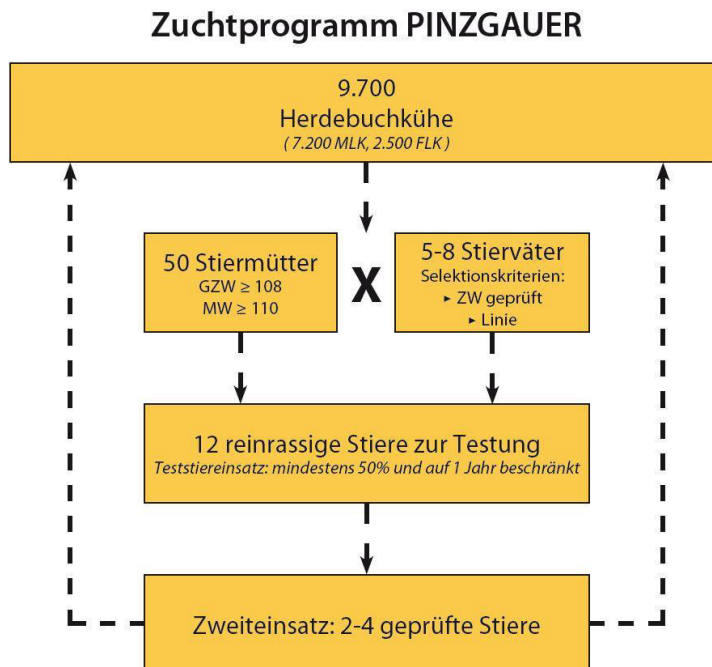 Zuchtprogramm PINZGAUER
9.700
Herdebuchkühe
( 7.200 MLK, 2.500 FLK )
50 Stiermütter
GZW ≥ 108
MW ≥ 110
X
5-8 Stierväter
Selektionskriterien:
▸ ZW geprüft
▸ Linie
12 reinrassige Stiere zur Testung
Teststiereinsatz: mindestens 50% und auf 1 Jahr beschränkt
Zweiteinsatz: 2-4 geprüfte Stiere